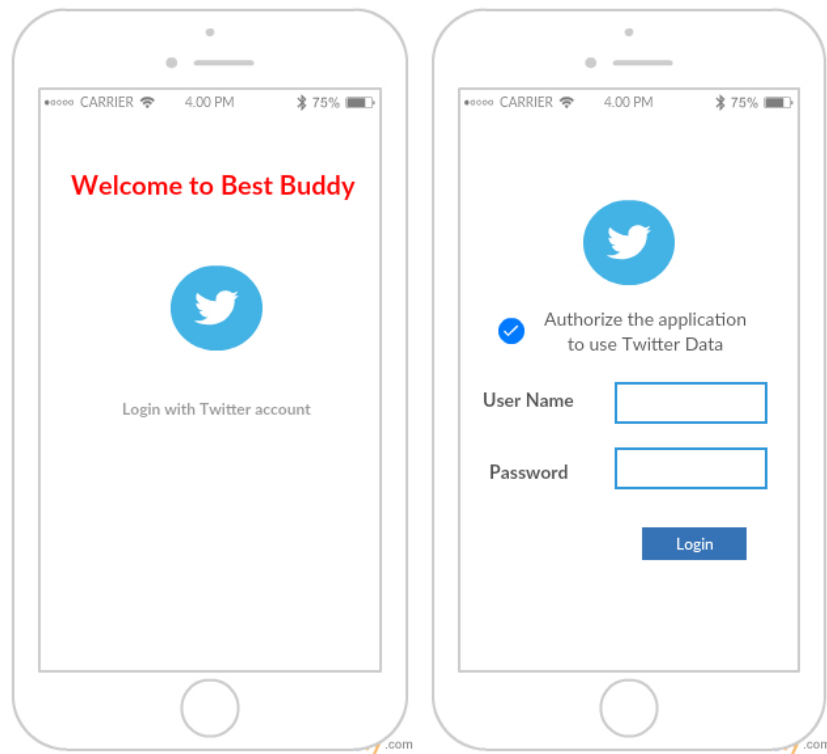 CARRIER 4.00 PM 75%
Welcome to Best Buddy
Login with Twitter account
.com
CARRIER 4.00 PM 75%
Authorize the application
to use Twitter Data
User Name
Password
Login
.com